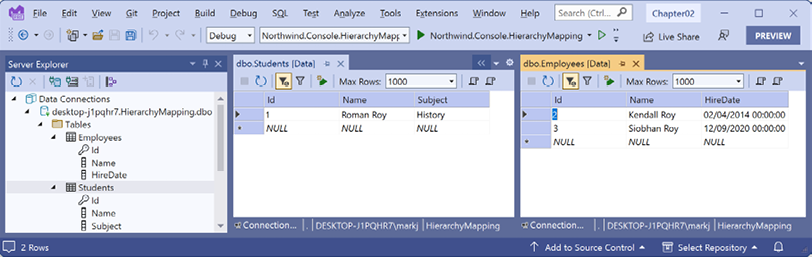 File Edit View Git Project Build Debug SQL Test Analyze Tools Extensions Window Help Search (Ctrl+Q) Chapter02
Debug Northwind.Console.HierarchyMapp Northwind.Console.HierarchyMapping Live Share PREVIEW
Server Explorer
Data Connections
desktop-j1pqhr7.HierarchyMapping.dbo
Tables
Employees
Id
Name
HireDate
Students
Id
Name
Subject
dbo.Students [Data]
Max Rows: 1000
Id Name Subject
1 Roman Roy History
NULL NULL NULL
Connection... . DESKTOP-J1PQHR7\markj HierarchyMapping
dbo.Employees [Data]
Max Rows: 1000
Id Name HireDate
2 Kendall Roy 02/04/2014 00:00:00
3 Siobhan Roy 12/09/2020 00:00:00
NULL NULL NULL
Connection... . DESKTOP-J1PQHR7\markj HierarchyMapping
2 Rows Add to Source Control Select Repository